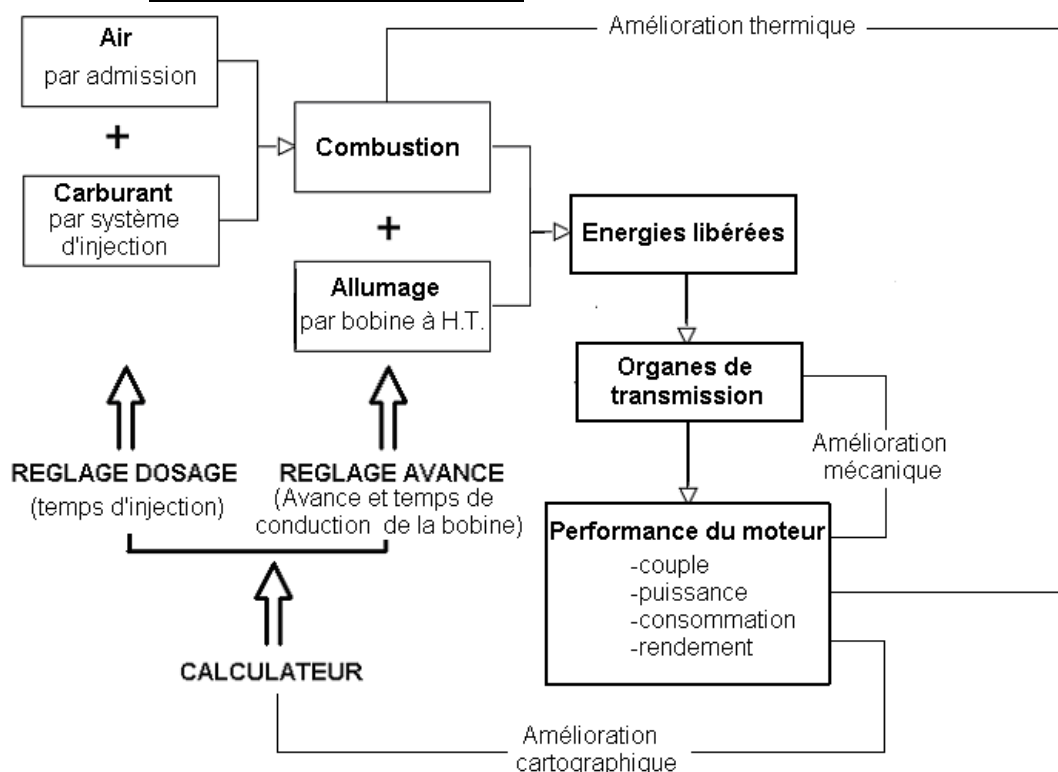 Amélioration thermique
Air
par admission
+
Carburant
par système
d'injection
Combustion
+
Allumage
par bobine à H.T.
Energies libérées
Organes de
transmission
Amélioration
mécanique
REGLAGE DOSAGE
(temps d'injection)
REGLAGE AVANCE
(Avance et temps de
conduction de la bobine)
Performance du moteur
-couple
-puissance
-consommation
-rendement
CALCULATEUR
Amélioration
cartographique